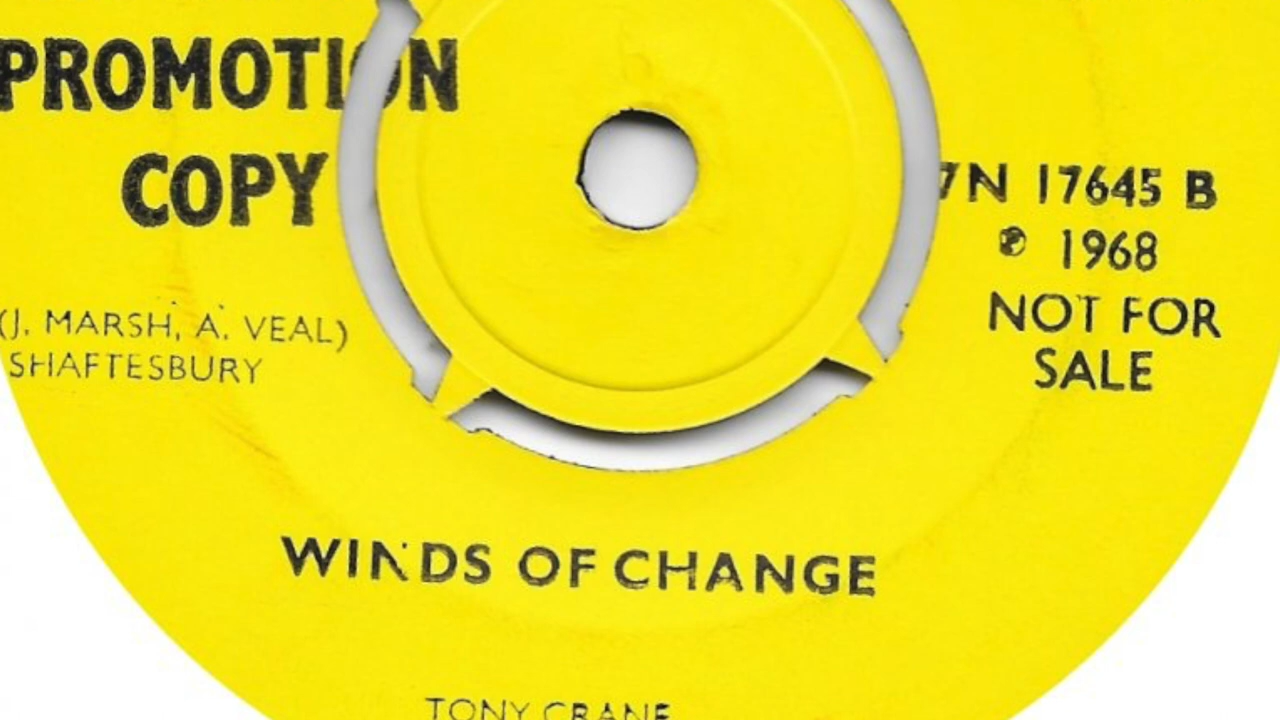 PROMOTION
COPY
7N 17645 B
℗ 1968
NOT FOR
SALE
(J. MARSH, A. VEAL)
SHAFTESBURY
WINDS OF CHANGE
TONY CRANE